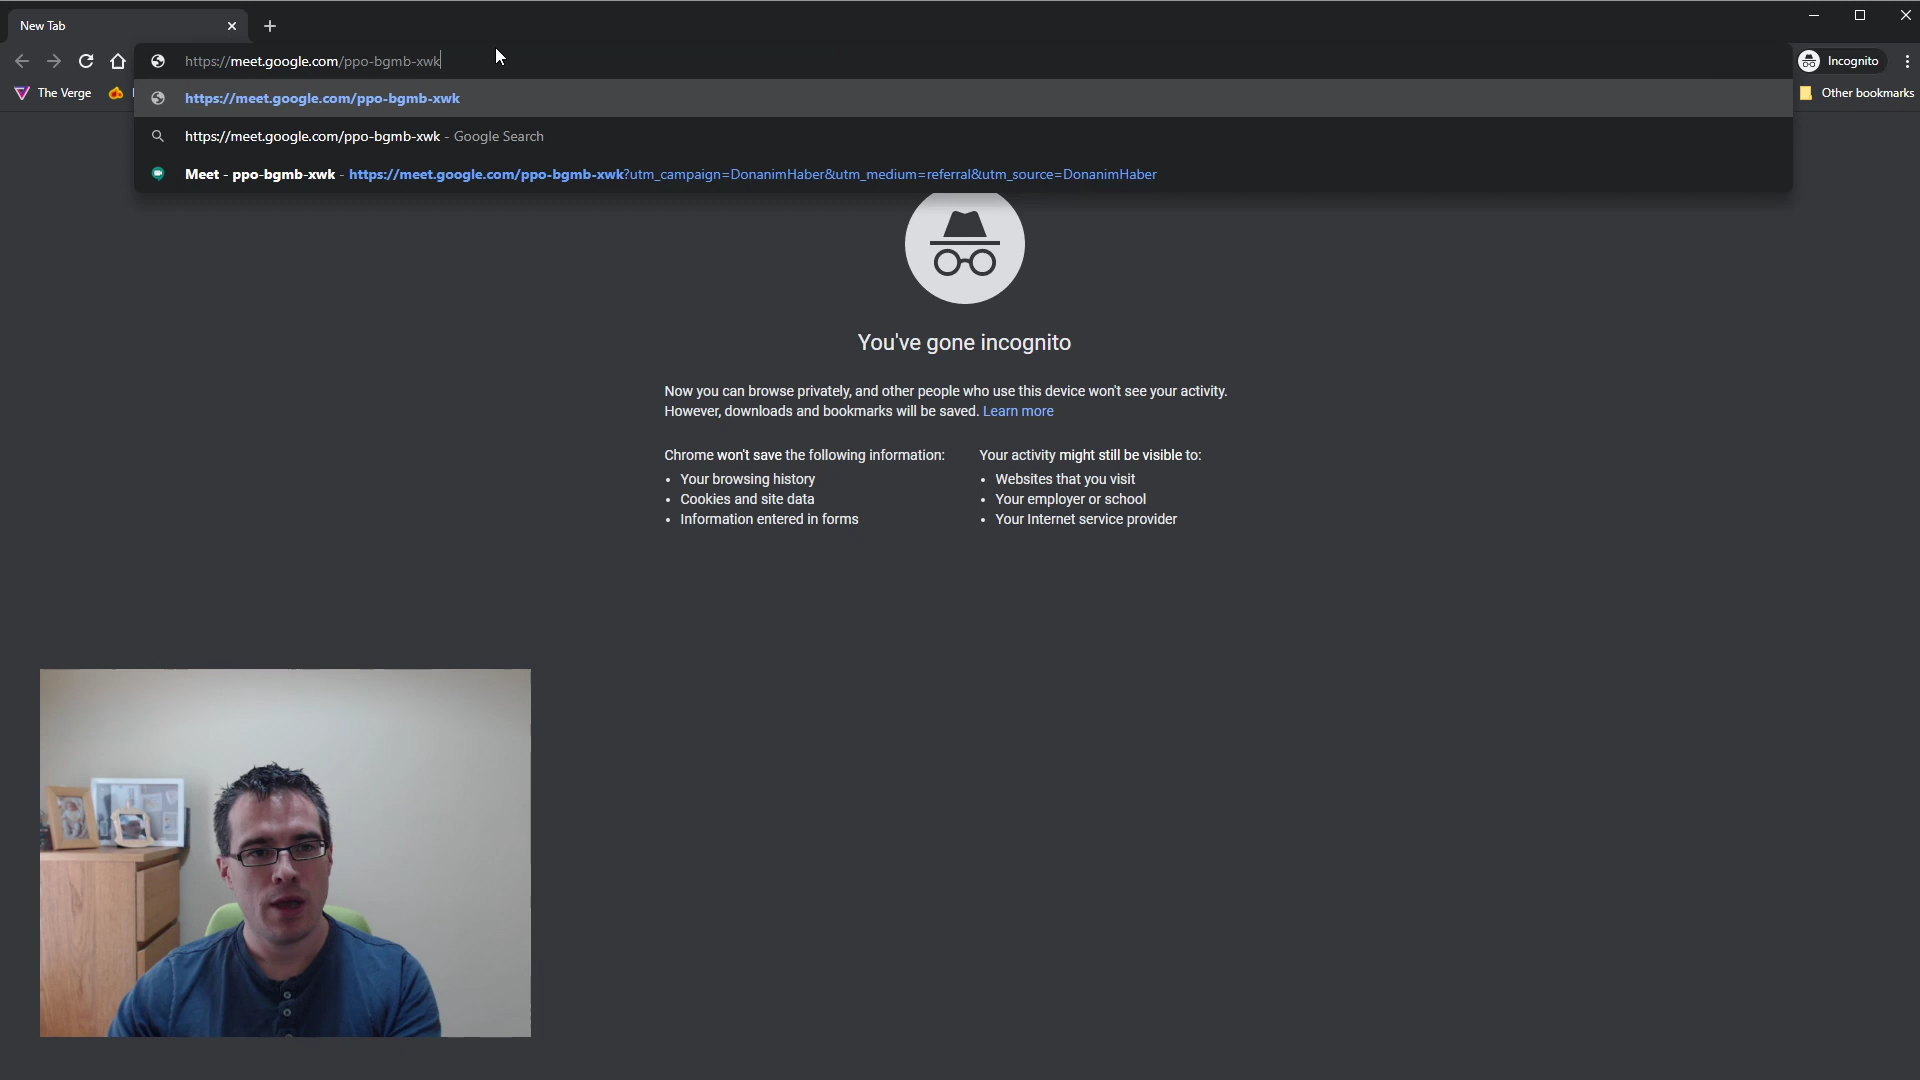 New Tab
https://meet.google.com/ppo-bgmb-xwk
Incognito
The Verge
Other bookmarks
https://meet.google.com/ppo-bgmb-xwk
https://meet.google.com/ppo-bgmb-xwk - Google Search
Meet - ppo-bgmb-xwk - https://meet.google.com/ppo-bgmb-xwk?utm_campaign=DonanimHaber&utm_medium=referral&utm_source=DonanimHaber
You've gone incognito
Now you can browse privately, and other people who use this device won't see your activity.
However, downloads and bookmarks will be saved. Learn more
Chrome won't save the following information:
• Your browsing history
• Cookies and site data
• Information entered in forms
Your activity might still be visible to:
• Websites that you visit
• Your employer or school
• Your Internet service provider